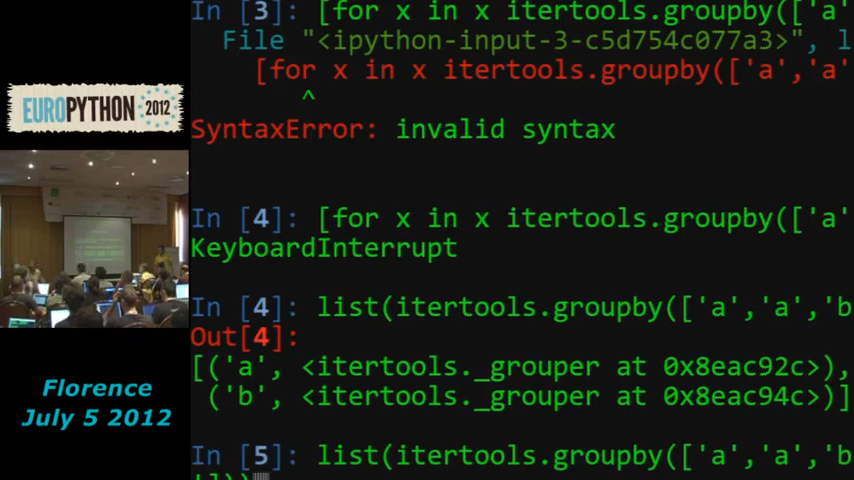 In [3]: [for x in x itertools.groupby(['a'
File "<ipython-input-3-c5d754c077a3>", l
[for x in x itertools.groupby(['a','a'
^
SyntaxError: invalid syntax
In [4]: [for x in x itertools.groupby(['a'
KeyboardInterrupt
In [4]: list(itertools.groupby(['a','a','b
Out[4]:
[('a', <itertools._grouper at 0x8eac92c>),
('b', <itertools._grouper at 0x8eac94c>)]
In [5]: list(itertools.groupby(['a','a','b
']))
EUROPYTHON 2012
Florence
July 5 2012